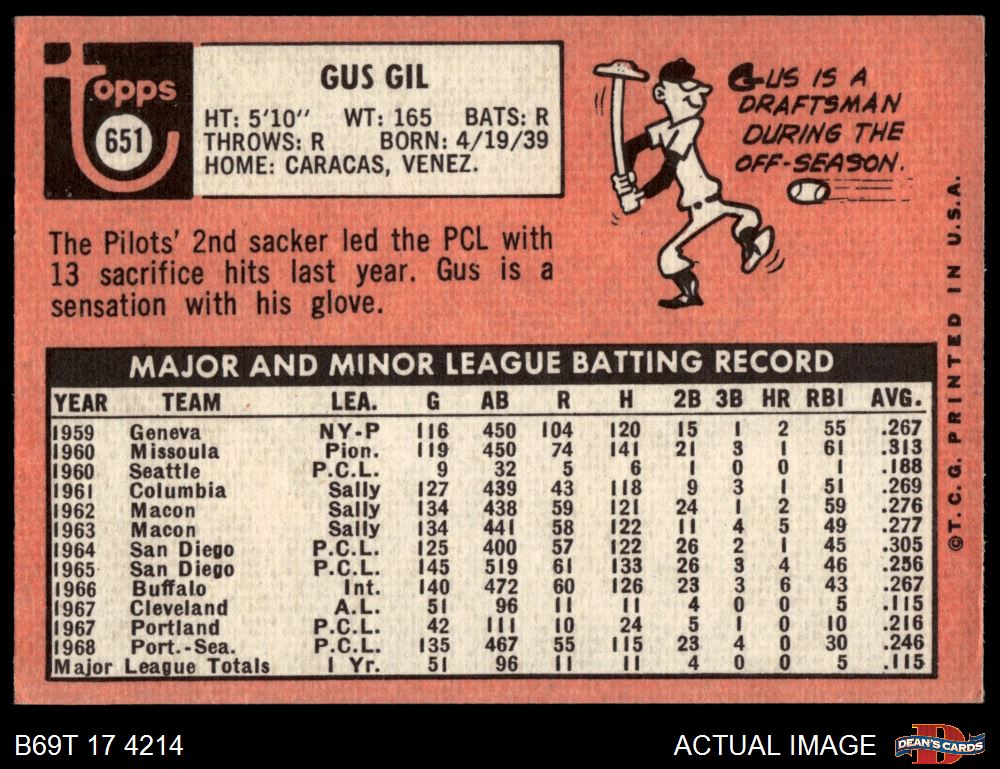 topps
651
GUS GIL
HT: 5'10" WT: 165 BATS: R
THROWS: R BORN: 4/19/39
HOME: CARACAS, VENEZ.
GUS IS A
DRAFTSMAN
DURING THE
OFF-SEASON.
The Pilots' 2nd sacker led the PCL with
13 sacrifice hits last year. Gus is a
sensation with his glove.
MAJOR AND MINOR LEAGUE BATTING RECORD
YEAR TEAM LEA. G AB R H 2B 3B HR RBI AVG.
1959 Geneva NY-P 116 450 104 120 15 1 2 55 .267
1960 Missoula Pion. 119 450 74 141 21 3 1 61 .313
1960 Seattle P.C.L. 9 32 5 6 1 0 0 1 .188
1961 Columbia Sally 127 439 43 118 9 3 1 51 .269
1962 Macon Sally 134 438 59 121 24 1 2 59 .276
1963 Macon Sally 134 441 58 122 11 4 5 49 .277
1964 San Diego P.C.L. 125 400 57 122 26 2 1 45 .305
1965 San Diego P.C.L. 145 519 61 133 26 3 4 46 .256
1966 Buffalo Int. 140 472 60 126 23 3 6 43 .267
1967 Cleveland A.L. 51 96 11 11 4 0 0 5 .115
1967 Portland P.C.L. 42 111 10 24 5 1 0 10 .216
1968 Port.-Sea. P.C.L. 135 467 55 115 23 4 0 30 .246
Major League Totals 1 Yr. 51 96 11 11 4 0 0 5 .115
©T. C. G. PRINTED IN U.S.A.
B69T 17 4214
ACTUAL IMAGE
D
DEAN'S CARDS